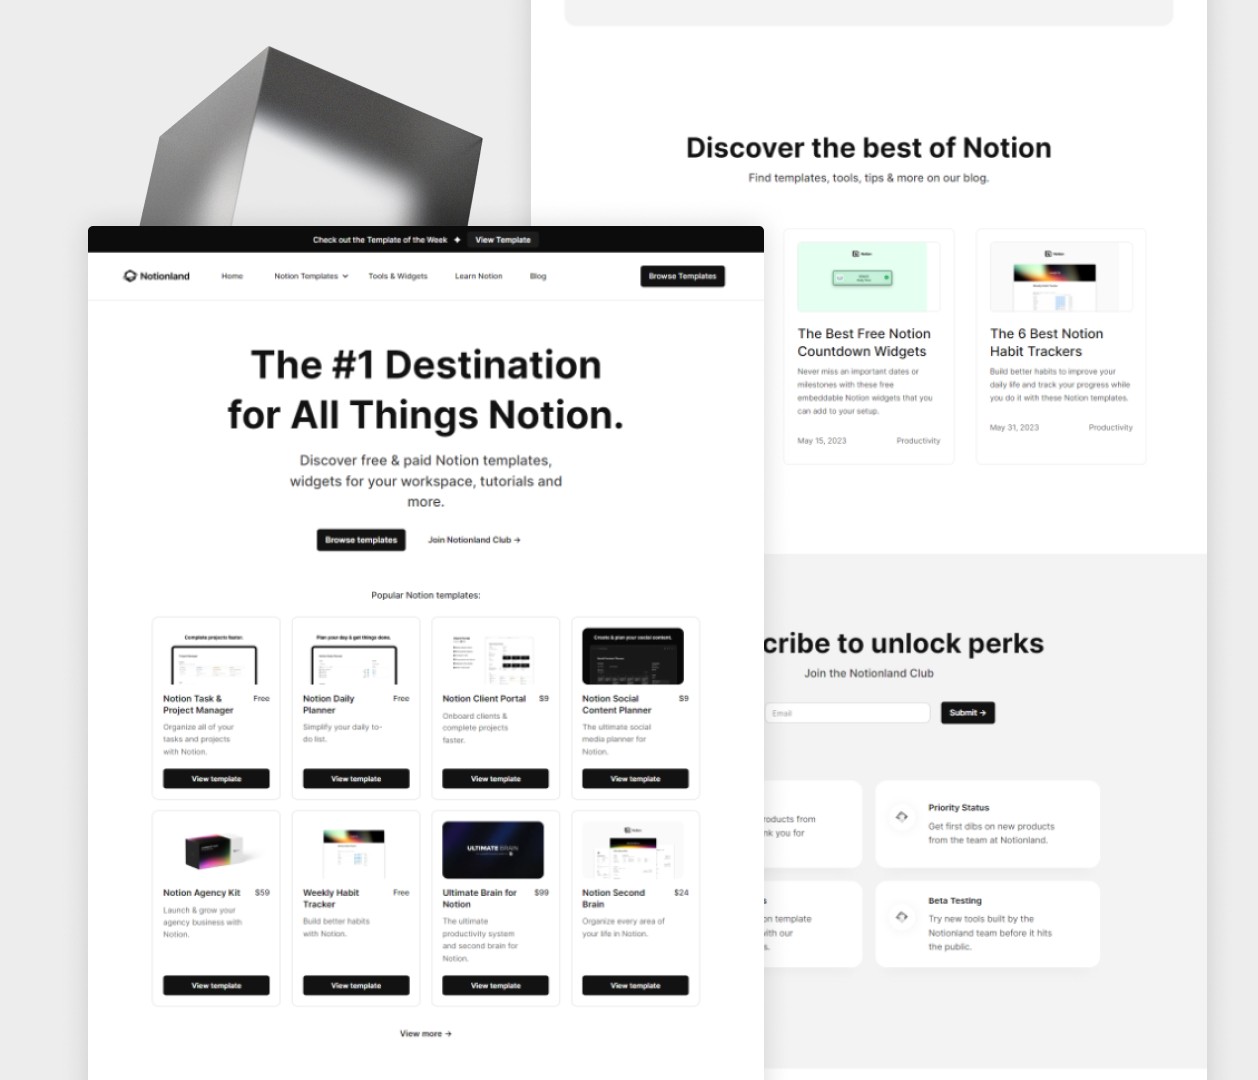 Discover the best of Notion
Find templates, tools, tips & more on our blog.
The Best Free Notion
Countdown Widgets
Never miss an important dates or
milestones with these free
embeddable Notion widgets that you
can add to your setup.
May 15, 2023
Productivity
The 6 Best Notion
Habit Trackers
Build better habits to improve your
daily life and track your progress while
you do it with these Notion templates.
May 31, 2023
Productivity
cribe to unlock perks
Join the Notionland Club
Email
Submit →
roducts from
nk you for
Priority Status
Get first dibs on new products
from the team at Notionland.
s
on template
with our
s.
Beta Testing
Try new tools built by the
Notionland team before it hits
the public.
Check out the Template of the Week ✦ View Template
Notionland
Home
Notion Templates
Tools & Widgets
Learn Notion
Blog
Browse Templates
The #1 Destination
for All Things Notion.
Discover free & paid Notion templates,
widgets for your workspace, tutorials and
more.
Browse templates
Join Notionland Club →
Popular Notion templates:
Complete projects faster.
Notion Task & Free
Project Manager
Organize all of your
tasks and projects
with Notion.
View template
Plan your day & get things done.
Notion Daily Free
Planner
Simplify your daily to-
do list.
View template
Notion Client Portal $9
Onboard clients &
complete projects
faster.
View template
Create & plan your social content.
Notion Social $9
Content Planner
The ultimate social
media planner for
Notion.
View template
Notion Agency Kit $59
Launch & grow your
agency business with
Notion.
View template
Weekly Habit Free
Tracker
Build better habits
with Notion.
View template
ULTIMATE BRAIN
Ultimate Brain for $99
Notion
The ultimate
productivity system
and second brain for
Notion.
View template
Notion Second $24
Brain
Organize every area of
your life in Notion.
View template
View more →